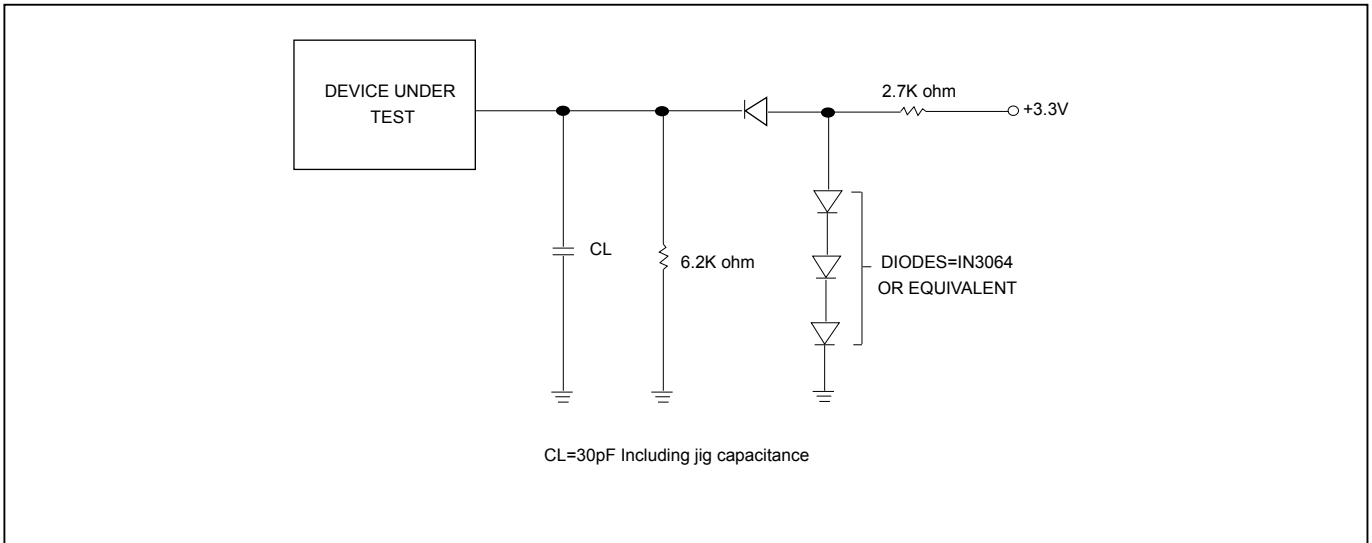 DEVICE UNDER
TEST
2.7K ohm
+3.3V
CL
6.2K ohm
DIODES=IN3064
OR EQUIVALENT
CL=30pF Including jig capacitance